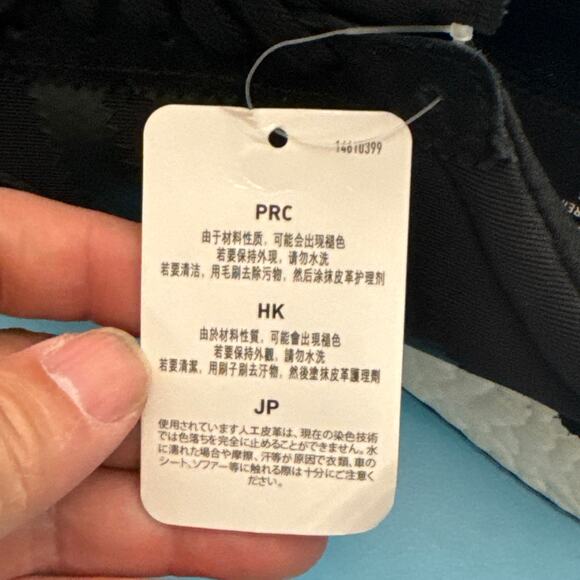 14610399
PRC
由于材料性质，可能会出现褪色
若要保持外观，请勿水洗
若要清洁，用毛刷去除污物，然后涂抹皮革护理剂
HK
由於材料性質，可能會出現褪色
若要保持外觀，請勿水洗
若要清潔，用刷子刷去汙物，然後塗抹皮革護理劑
JP
使用されています人工皮革は、現在の染色技術
では色落ちを完全に止めることができません。水
に濡れた場合や摩擦、汗等が原因で衣類、車の
シート、ソファー等に触れる際は十分にご注意く
ださい。